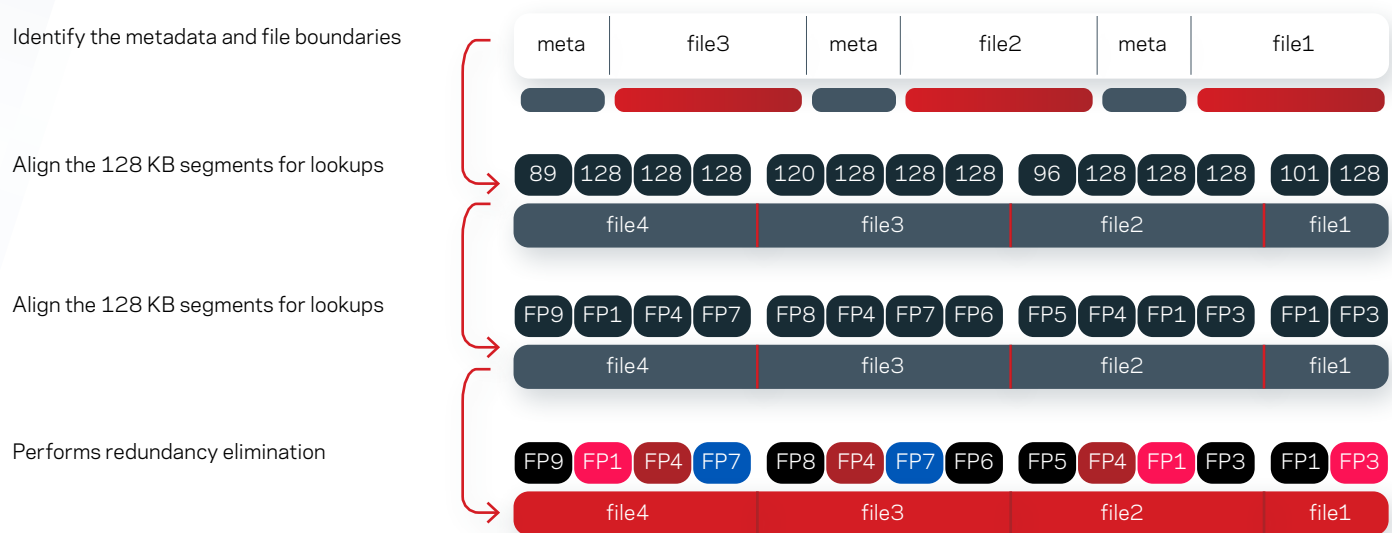 Identify the metadata and file boundaries
meta file3 meta file2 meta file1
Align the 128 KB segments for lookups
89 128 128 128 120 128 128 128 96 128 128 128 101 128
file4 file3 file2 file1
Align the 128 KB segments for lookups
FP9 FP1 FP4 FP7 FP8 FP4 FP7 FP6 FP5 FP4 FP1 FP3 FP1 FP3
file4 file3 file2 file1
Performs redundancy elimination
FP9 FP1 FP4 FP7 FP8 FP4 FP7 FP6 FP5 FP4 FP1 FP3 FP1 FP3
file4 file3 file2 file1